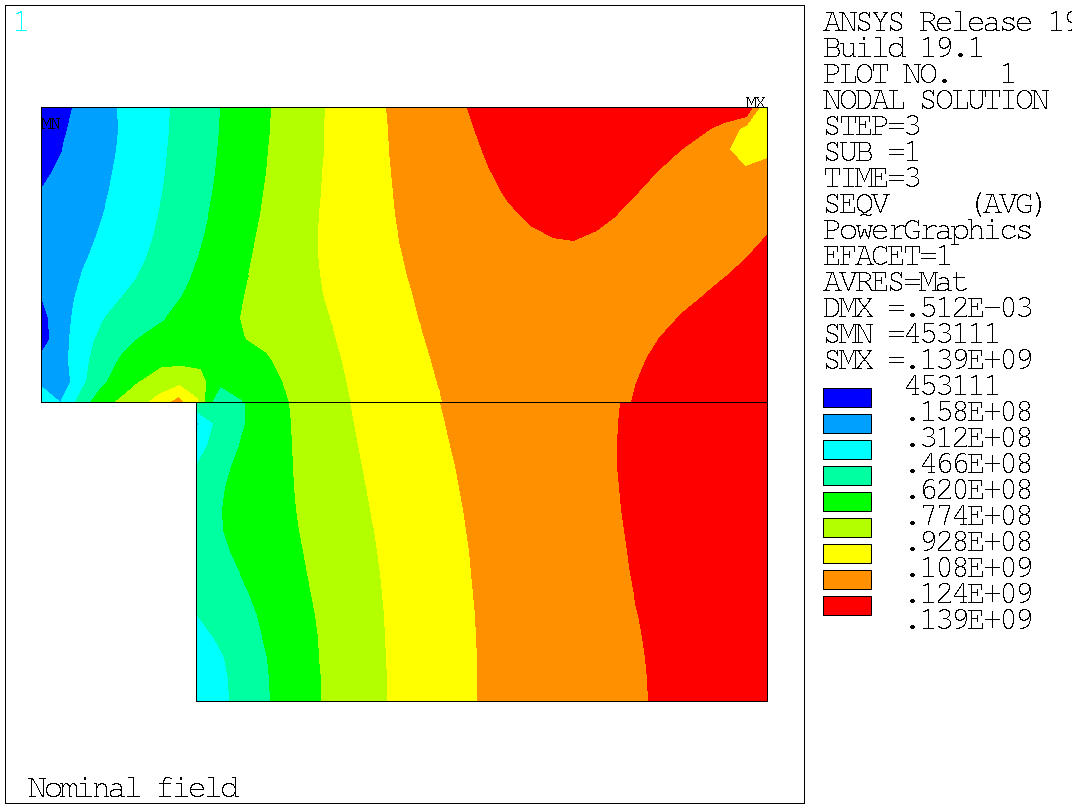 1
ANSYS Release 19
Build 19.1
PLOT NO.   1
NODAL SOLUTION
STEP=3
SUB =1
TIME=3
SEQV     (AVG)
PowerGraphics
EFACET=1
AVRES=Mat
DMX =.512E-03
SMN =453111
SMX =.139E+09
453111
.158E+08
.312E+08
.466E+08
.620E+08
.774E+08
.928E+08
.108E+09
.124E+09
.139E+09
MX
MN
Nominal field